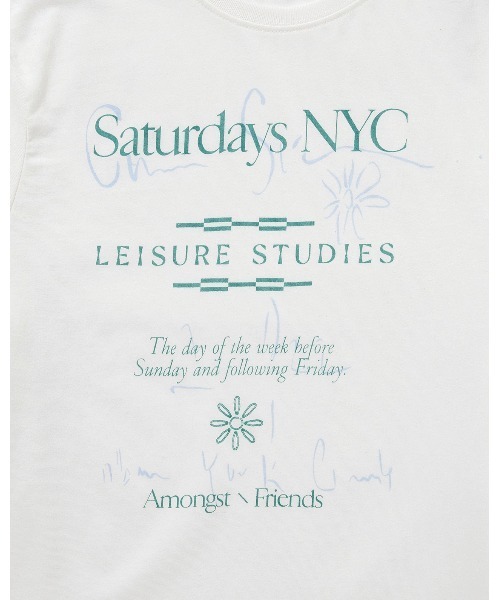 Saturdays NYC
LEISURE STUDIES
The day of the week before
Sunday and following Friday.
Amongst \ Friends